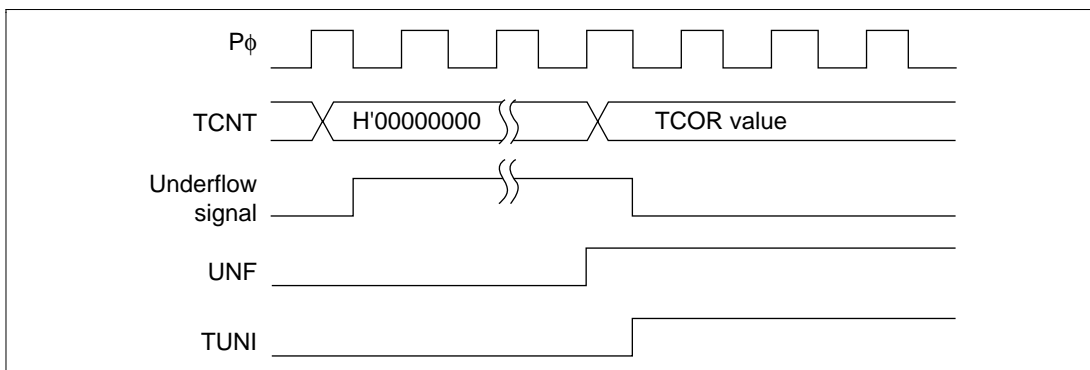 Pϕ
TCNT
H'00000000
TCOR value
Underflow
signal
UNF
TUNI